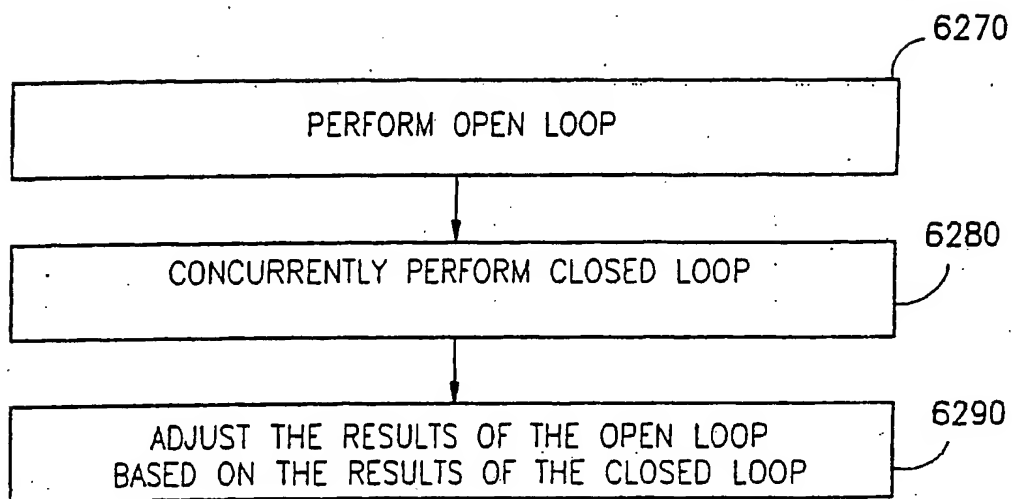 6270
PERFORM OPEN LOOP
6280
CONCURRENTLY PERFORM CLOSED LOOP
6290
ADJUST THE RESULTS OF THE OPEN LOOP
BASED ON THE RESULTS OF THE CLOSED LOOP